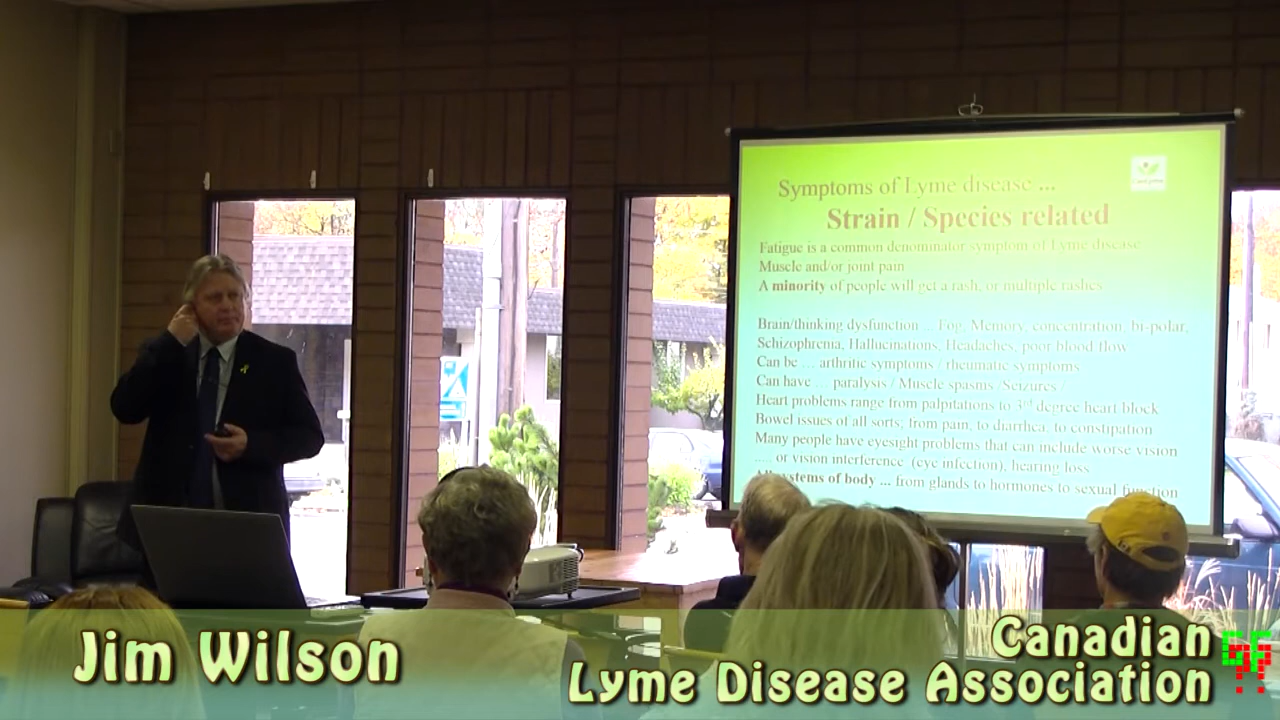 Symptoms of Lyme disease ...
Strain / Species related
Fatigue is a common denominator symptom of Lyme disease
Muscle and/or joint pain
A minority of people will get a rash, or multiple rashes
Brain/thinking dysfunction ... Fog, Memory, concentration, bi-polar,
Schizophrenia, Hallucinations, Headaches, poor blood flow
Can be ... arthritic symptoms / rheumatic symptoms
Can have ... paralysis / Muscle spasms /Seizures /
Heart problems range from palpitations to 3rd degree heart block
Bowel issues of all sorts; from pain, to diarrhea, to constipation
Many people have eyesight problems that can include worse vision
.... or vision interference (eye infection), hearing loss
All systems of body ... from glands to hormones to sexual function
Jim Wilson
Canadian
Lyme Disease Association